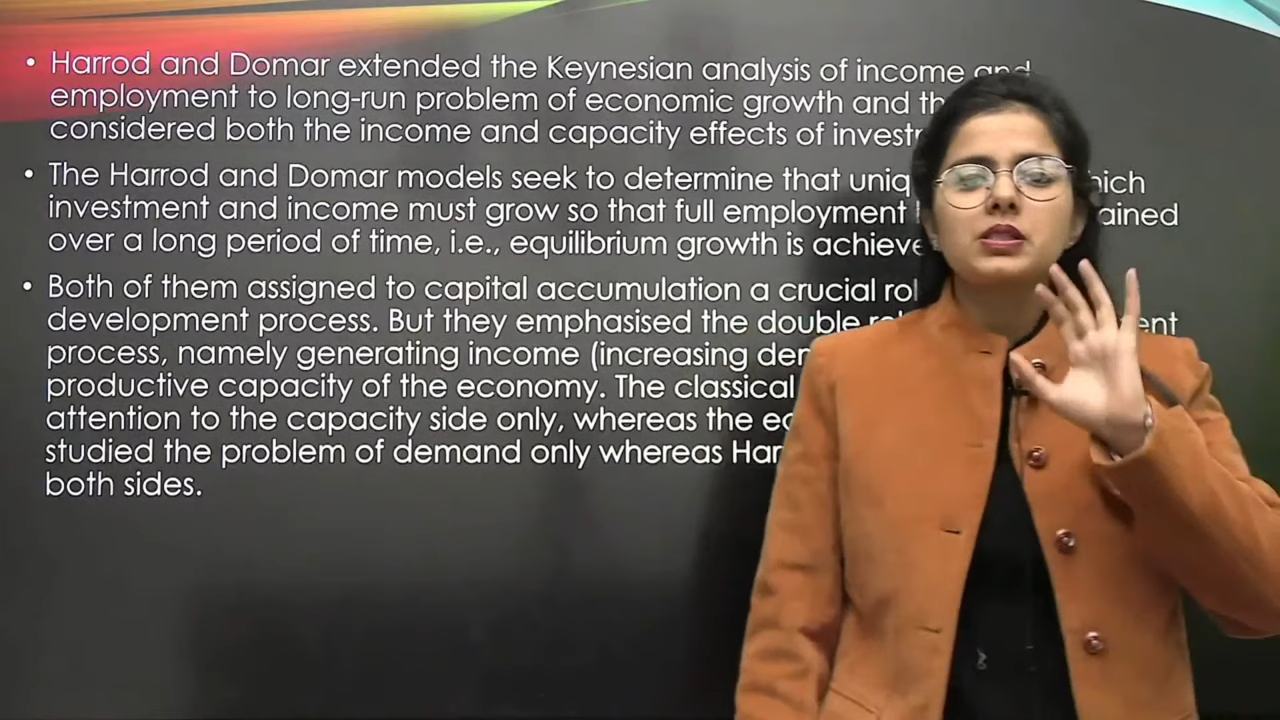 • Harrod and Domar extended the Keynesian analysis of income and
employment to long-run problem of economic growth and
considered both the income and capacity effects of
• The Harrod and Domar models seek to determine that hich
investment and income must grow so that full employment ained
over a long period of time, i.e., equilibrium growth is
• Both of them assigned to capital accumulation a crucial
development process. But they emphasised the double ent
process, namely generating income (increasing
productive capacity of the economy. The classical
attention to the capacity side only, whereas the
studied the problem of demand only whereas
both sides.